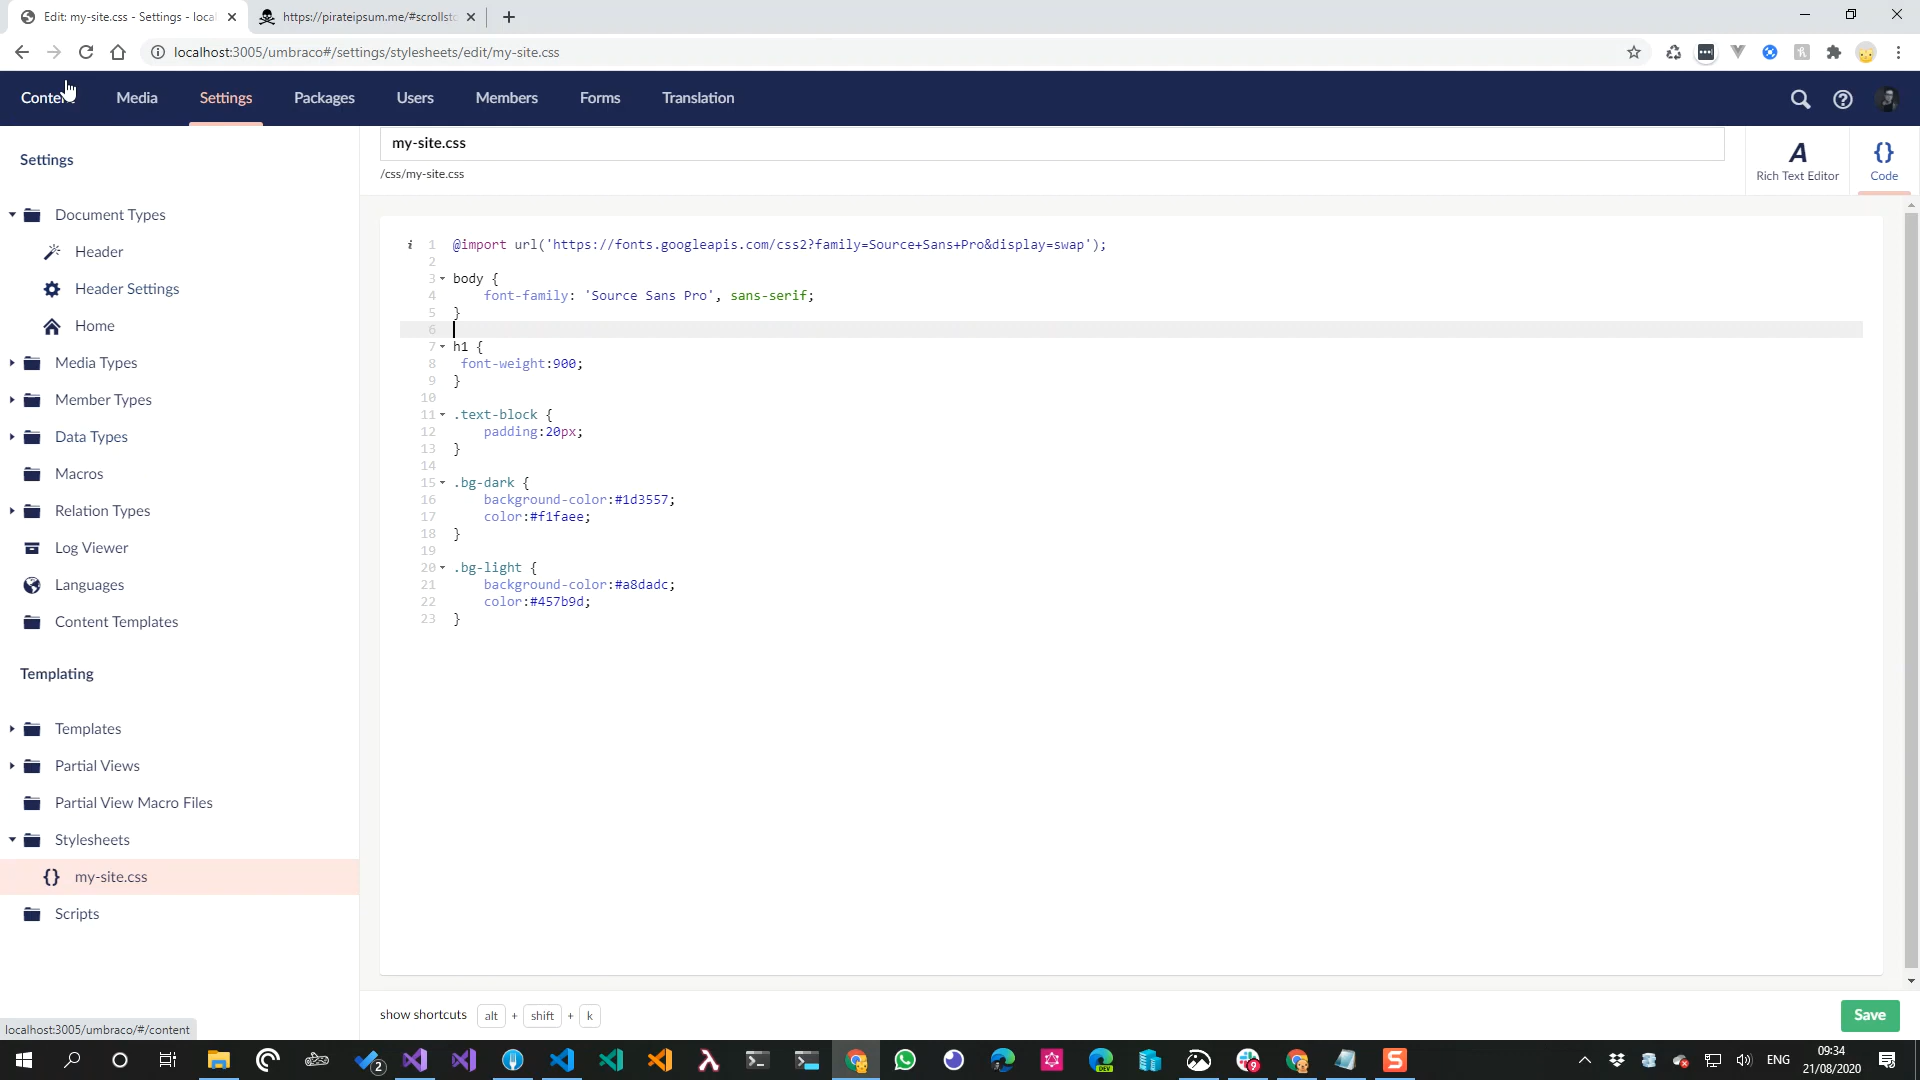 Edit: my-site.css - Settings - loca
https://pirateipsum.me/#scrollsto
localhost:3005/umbraco#/settings/stylesheets/edit/my-site.css
Content
Media
Settings
Packages
Users
Members
Forms
Translation
Settings
Document Types
Header
Header Settings
Home
Media Types
Member Types
Data Types
Macros
Relation Types
Log Viewer
Languages
Content Templates
Templating
Templates
Partial Views
Partial View Macro Files
Stylesheets
{} my-site.css
Scripts
localhost:3005/umbraco/#/content
my-site.css
/css/my-site.css
A
Rich Text Editor
{}
Code
i 1 @import url('https://fonts.googleapis.com/css2?family=Source+Sans+Pro&display=swap');
2
3 body {
4 font-family: 'Source Sans Pro', sans-serif;
5 }
6
7 h1 {
8 font-weight:900;
9 }
10
11 .text-block {
12 padding:20px;
13 }
14
15 .bg-dark {
16 background-color:#1d3557;
17 color:#f1faee;
18 }
19
20 .bg-light {
21 background-color:#a8dadc;
22 color:#457b9d;
23 }
show shortcuts alt + shift + k
Save
2
DEV
9
S
ENG
09:34
21/08/2020